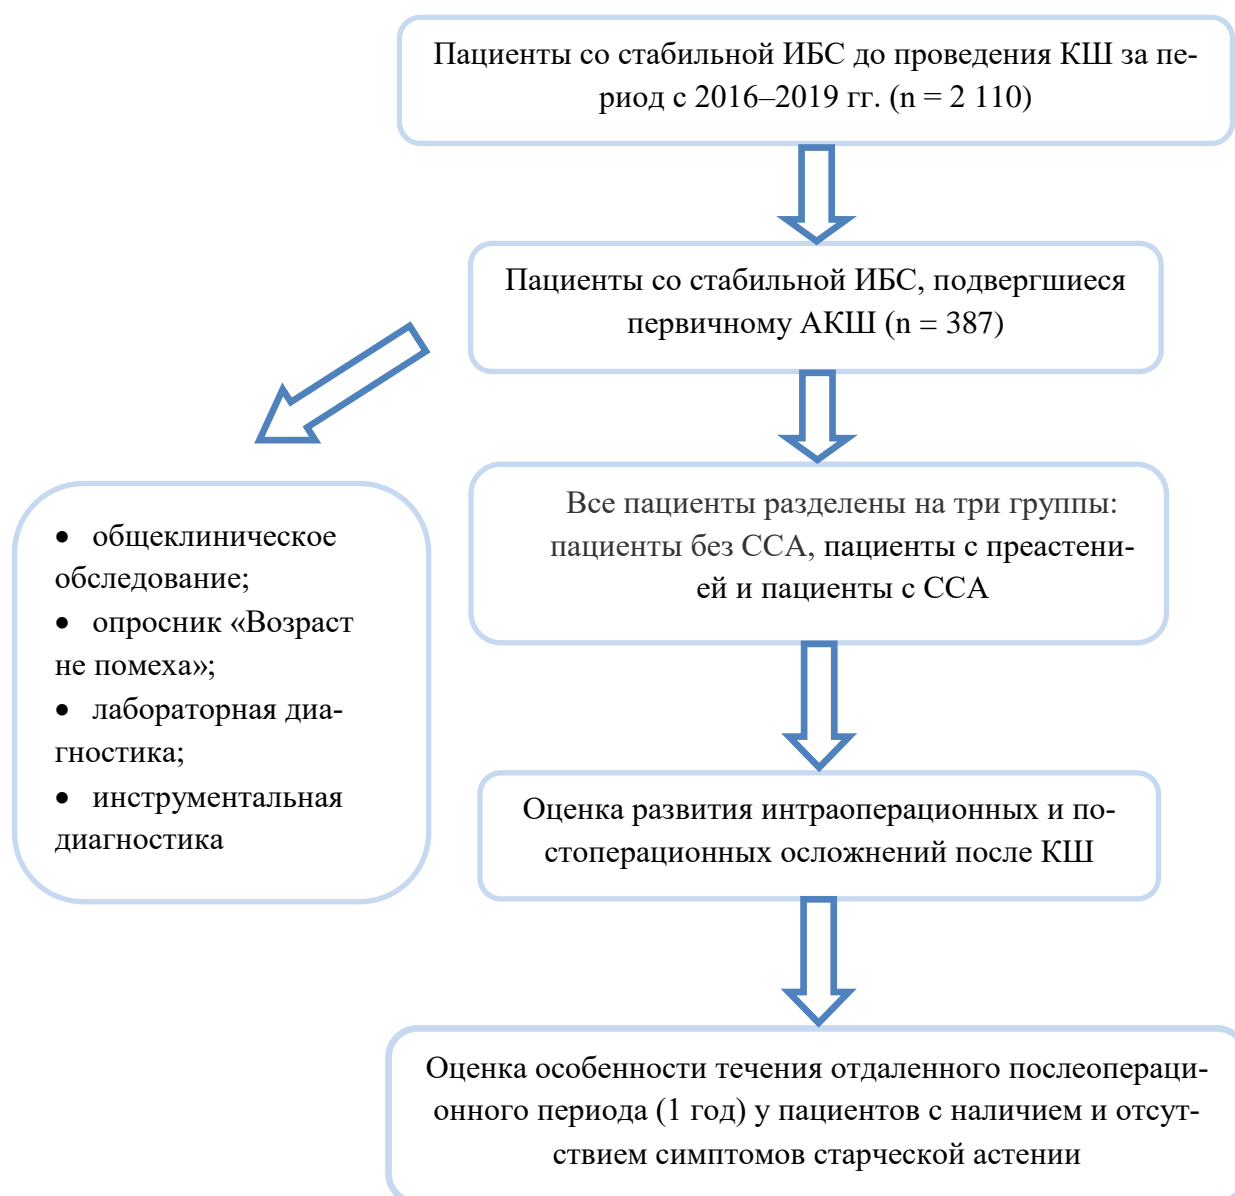 Пациенты со стабильной ИБС до проведения КШ за пе-
риод с 2016–2019 гг. (n = 2 110)
Пациенты со стабильной ИБС, подвергшиеся
первичному АКШ (n = 387)
Все пациенты разделены на три группы:
пациенты без ССА, пациенты с преастени-
ей и пациенты с ССА
• общеклиническое
обследование;
• опросник «Возраст
не помеха»;
• лабораторная диа-
гностика;
• инструментальная
диагностика
Оценка развития интраоперационных и по-
стоперационных осложнений после КШ
Оценка особенности течения отдаленного послеопераци-
онного периода (1 год) у пациентов с наличием и отсут-
ствием симптомов старческой астении